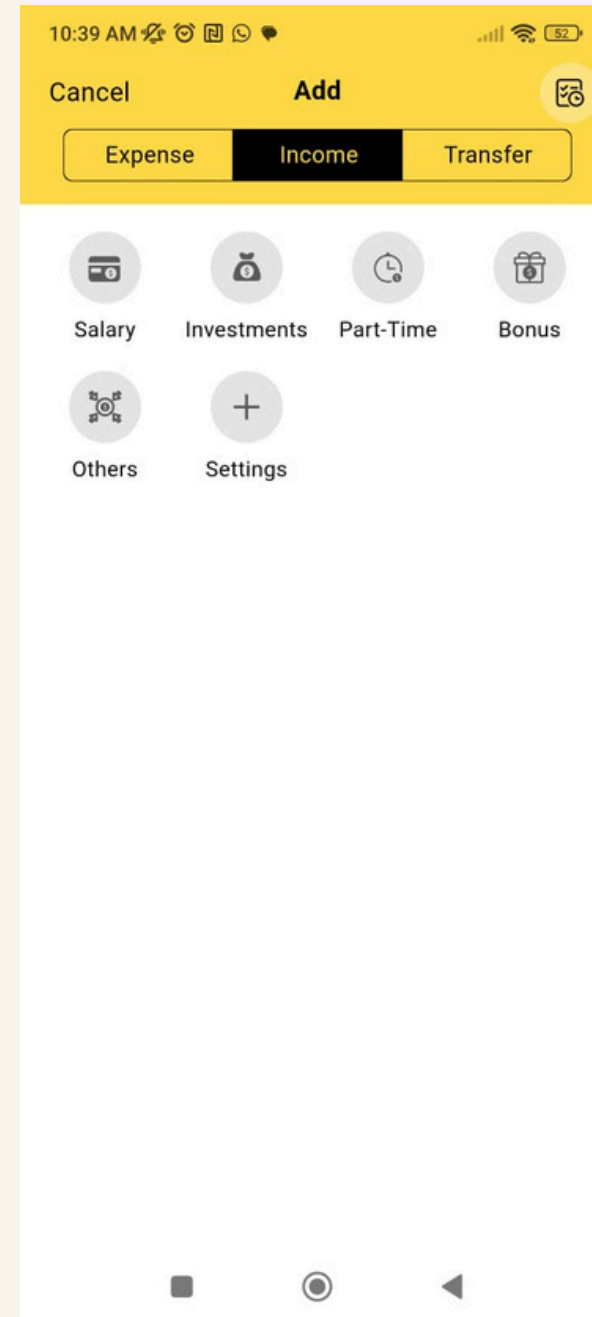 10:39 AM 52
Cancel Add
Expense Income Transfer
Salary Investments Part-Time Bonus
Others Settings